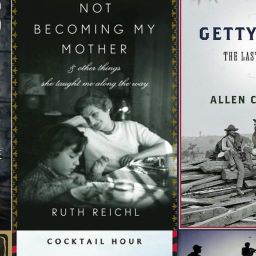 NOT
BECOMING MY
MOTHER
& other things
she taught me along the way
RUTH REICHL
COCKTAIL HOUR
GETTY
THE LAS
ALLEN C